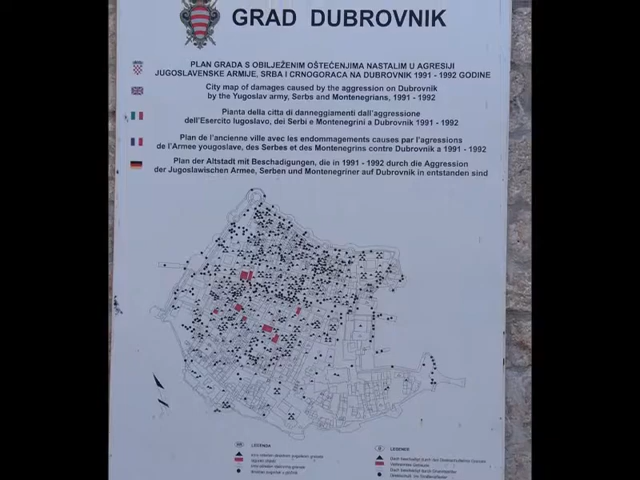 GRAD DUBROVNIK
PLAN GRADA S OBILJEŽENIM OŠTEĆENJIMA NASTALIM U AGRESIJI
JUGOSLAVENSKE ARMIJE, SRBA I CRNOGORACA NA DUBROVNIK 1991 - 1992 GODINE
City map of damages caused by the aggression on Dubrovnik
by the Yugoslav army, Serbs and Montenegrins, 1991 - 1992
Pianta della citta di danneggiamenti dall'aggressione
dell'Esercito Iugoslavo, dei Serbi e Montenegrini a Dubrovnik 1991 - 1992
Plan de l'ancienne ville avec les endommagements causes par l'agressions
de l'Armee yougoslave, des Serbes et des Montenegrins contre Dubrovnik a 1991 - 1992
Plan der Altstadt mit Beschadigungen, die in 1991 - 1992 durch die Aggression
der Jugoslawischen Armee, Serben und Montenegriner auf Dubrovnik in entstanden sind
LEGENDA
LEGENDE